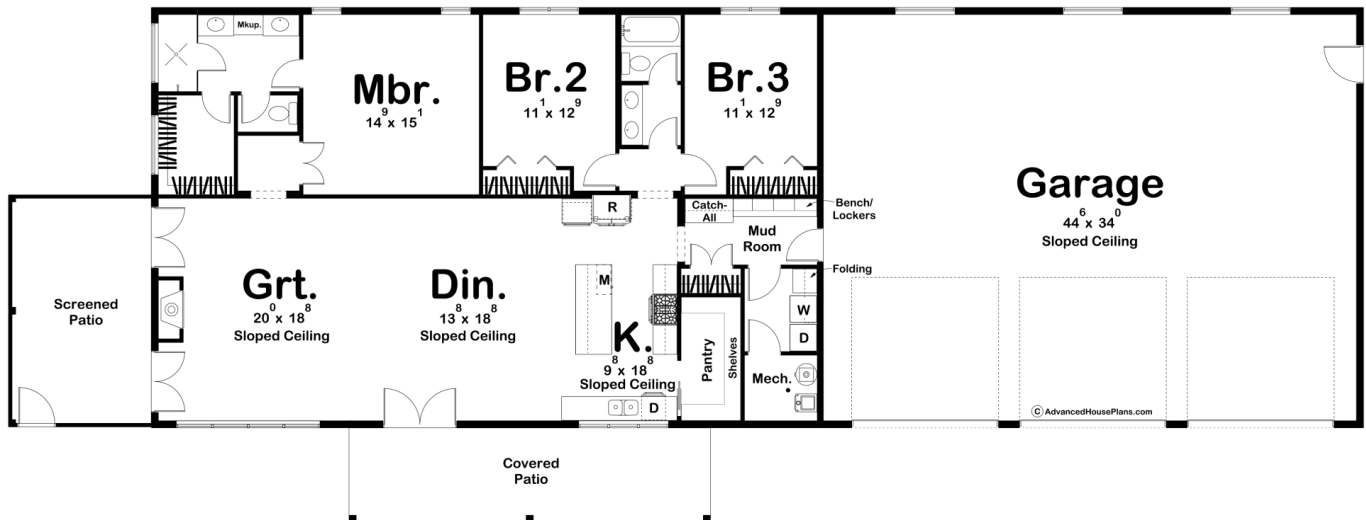 Mkup.
Mbr.
14⁹ x 15¹
Br.2
11¹ x 12⁹
Br.3
11¹ x 12⁹
Garage
44⁶ x 34⁰
Sloped Ceiling
R
Catch-
All
Bench/
Lockers
Mud
Room
Folding
Screened
Patio
Grt.
20⁰ x 18⁸
Sloped Ceiling
Din.
13⁸ x 18⁸
Sloped Ceiling
M
K.
9⁸ x 18⁸
Sloped Ceiling
D
Pantry
Shelves
W
D
Mech.
© AdvancedHousePlans.com
Covered
Patio